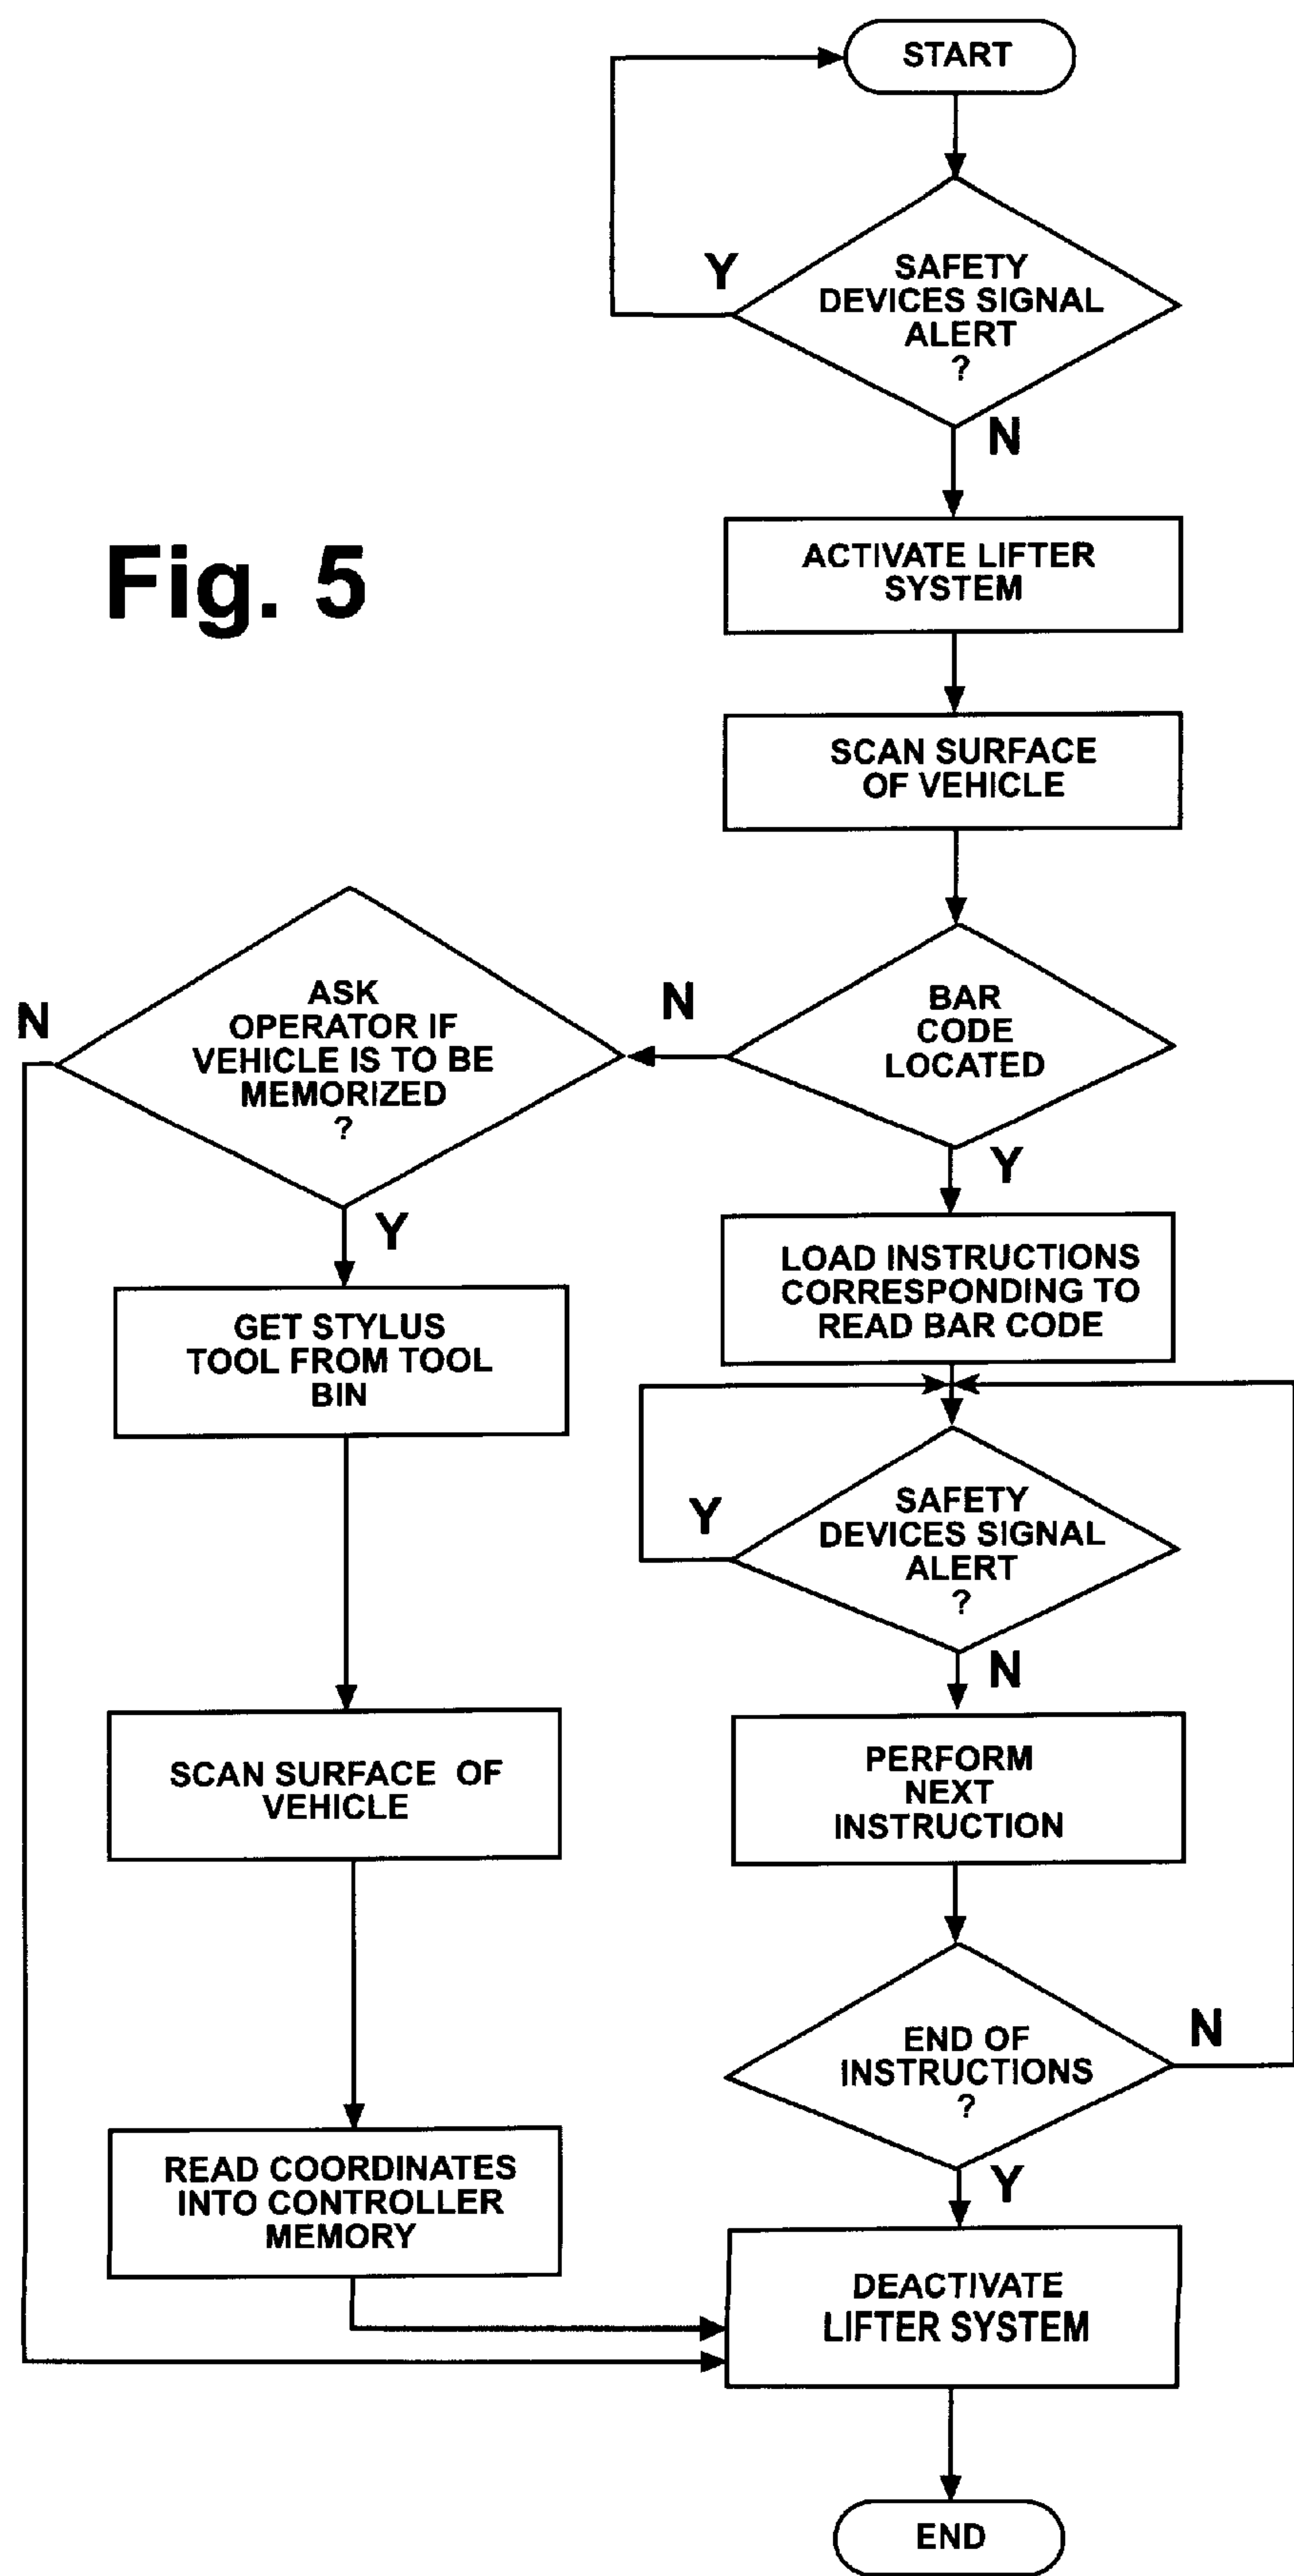 START
SAFETY
DEVICES SIGNAL
ALERT
?
Y
N
Fig. 5
ACTIVATE LIFTER
SYSTEM
SCAN SURFACE
OF VEHICLE
BAR
CODE
LOCATED
N
Y
ASK
OPERATOR IF
VEHICLE IS TO BE
MEMORIZED
?
N
Y
LOAD INSTRUCTIONS
CORRESPONDING TO
READ BAR CODE
GET STYLUS
TOOL FROM TOOL
BIN
SAFETY
DEVICES SIGNAL
ALERT
?
Y
N
SCAN SURFACE OF
VEHICLE
PERFORM
NEXT
INSTRUCTION
END OF
INSTRUCTIONS
?
N
Y
READ COORDINATES
INTO CONTROLLER
MEMORY
DEACTIVATE
LIFTER SYSTEM
END